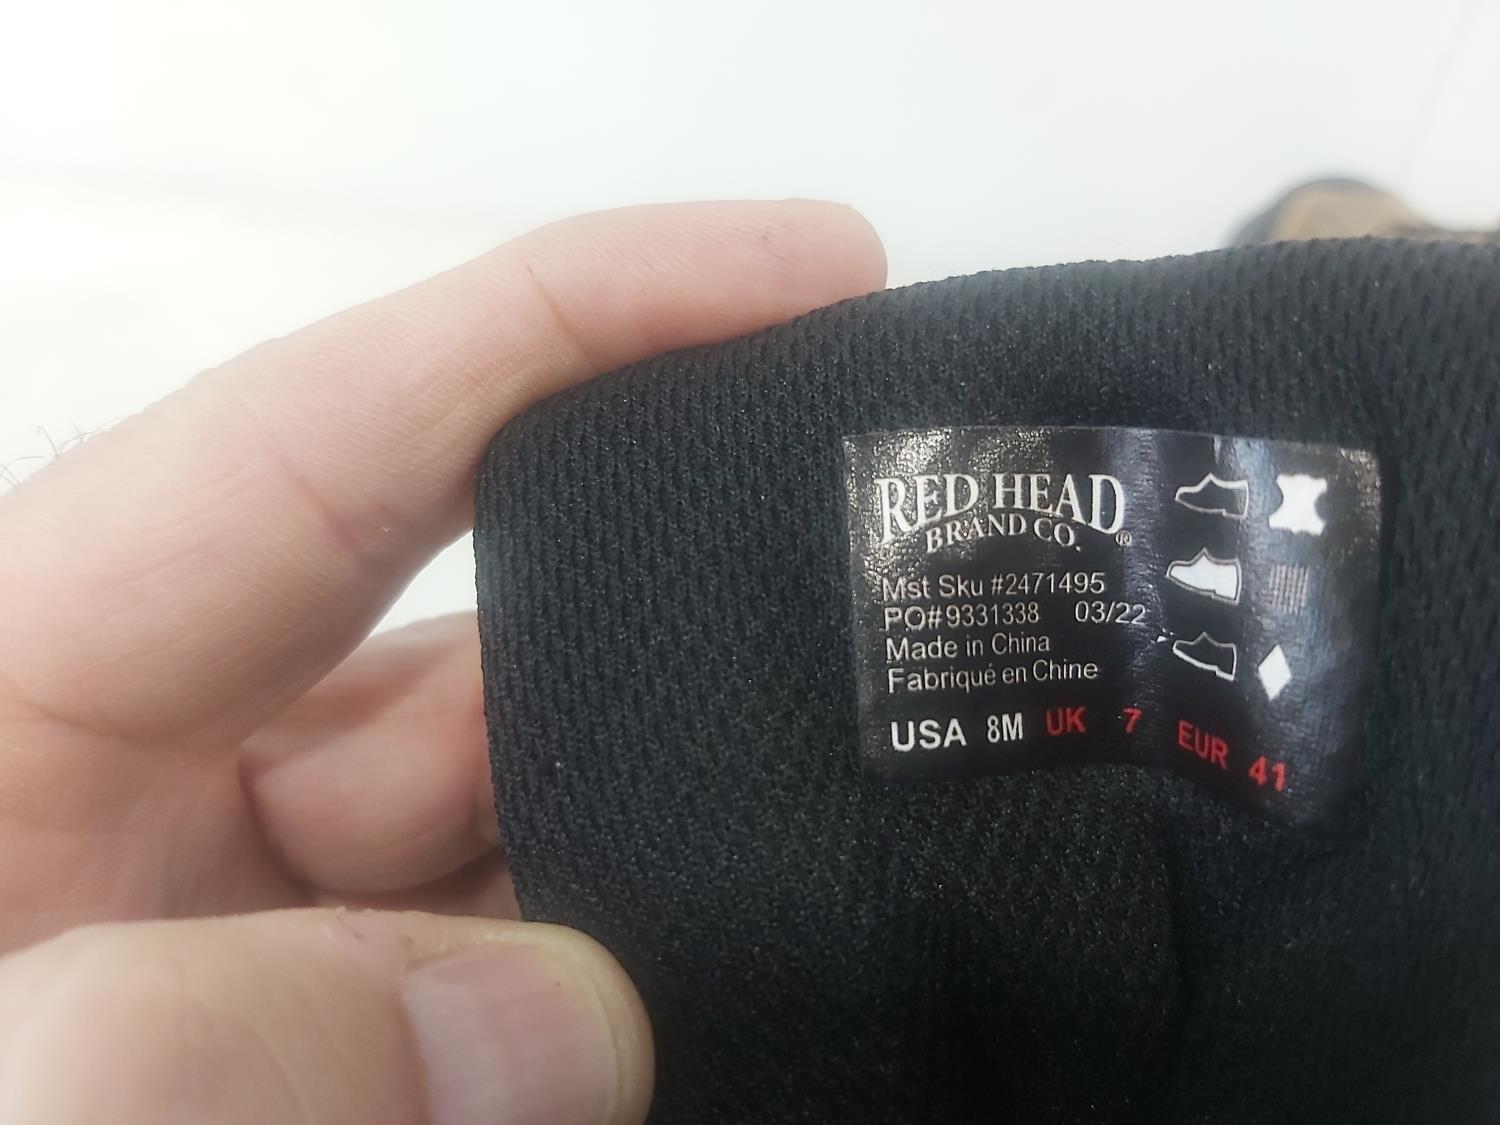 RED HEAD
BRAND CO.®
Mst Sku #2471495
PO#9331338 03/22
Made in China
Fabriqué en Chine
USA 8M UK 7 EUR 41